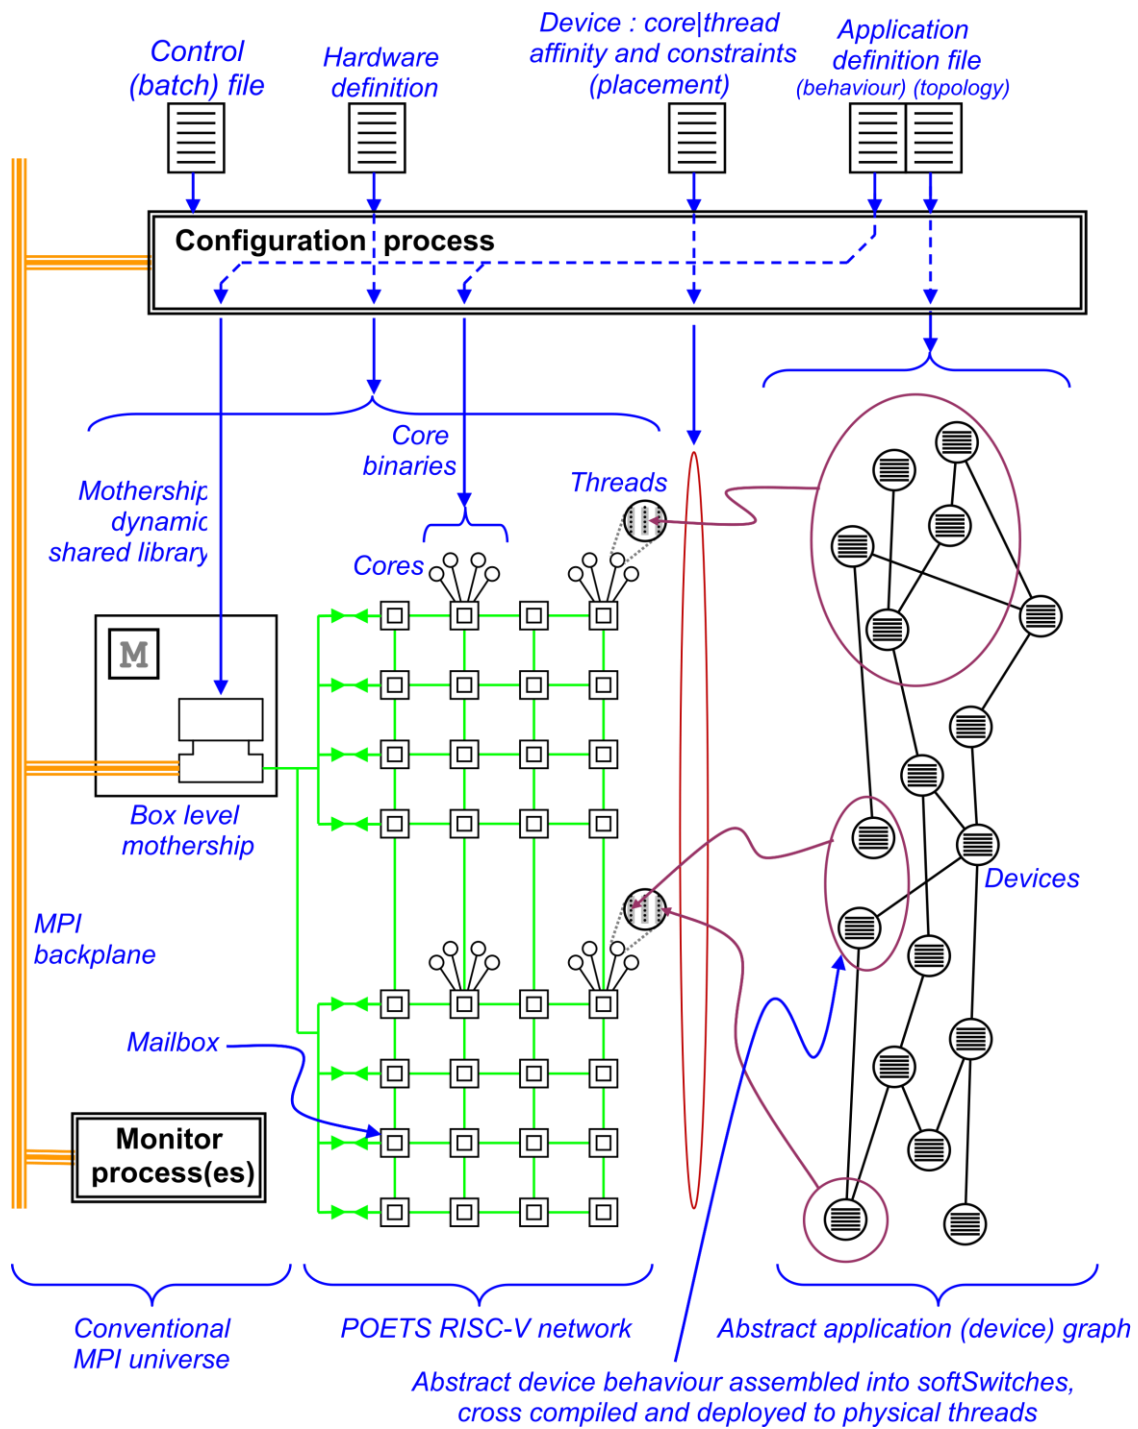 Control
(batch) file
Hardware
definition
Device : core|thread
affinity and constraints
(placement)
Application
definition file
(behaviour) (topology)
Configuration process
Core
binaries
Mothership
dynamic
shared library
Threads
Cores
M
Box level
mothership
Devices
MPI
backplane
Mailbox
Monitor
process(es)
Conventional
MPI universe
POETS RISC-V network
Abstract application (device) graph
Abstract device behaviour assembled into softSwitches,
cross compiled and deployed to physical threads